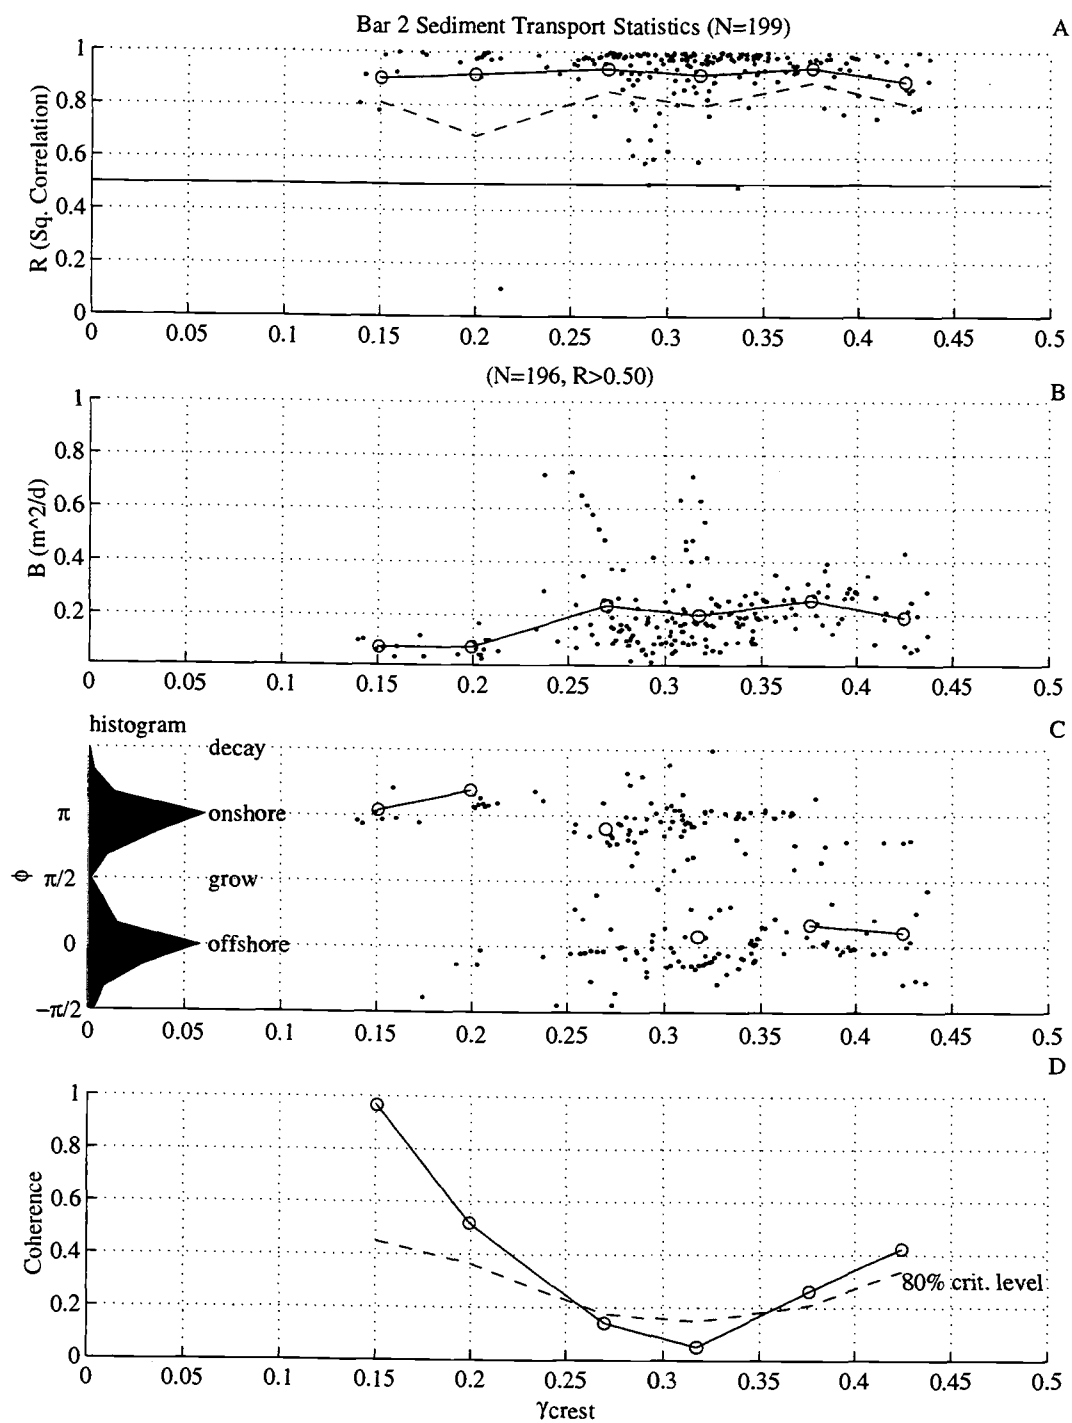 Bar 2 Sediment Transport Statistics (N=199)
A
R (Sq. Correlation)
1
0.8
0.6
0.4
0.2
0
0 0.05 0.1 0.15 0.2 0.25 0.3 0.35 0.4 0.45 0.5
(N=196, R>0.50)
B
B (m^2/d)
1
0.8
0.6
0.4
0.2
0 0.05 0.1 0.15 0.2 0.25 0.3 0.35 0.4 0.45 0.5
histogram
C
decay
π
onshore
ϕ
π/2
grow
0
offshore
−π/2
0 0.05 0.1 0.15 0.2 0.25 0.3 0.35 0.4 0.45 0.5
D
Coherence
1
0.8
0.6
0.4
0.2
0
80% crit. level
0 0.05 0.1 0.15 0.2 0.25 0.3 0.35 0.4 0.45 0.5
γcrest